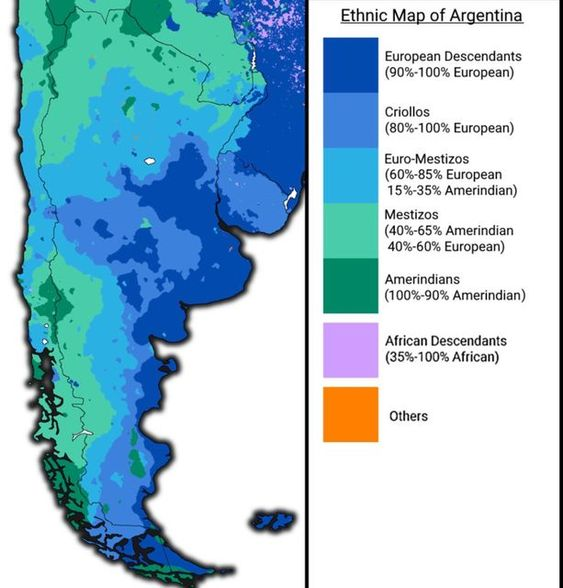 Ethnic Map of Argentina
European Descendants
(90%-100% European)
Criollos
(80%-100% European)
Euro-Mestizos
(60%-85% European
15%-35% Amerindian)
Mestizos
(40%-65% Amerindian
40%-60% European)
Amerindians
(100%-90% Amerindian)
African Descendants
(35%-100% African)
Others